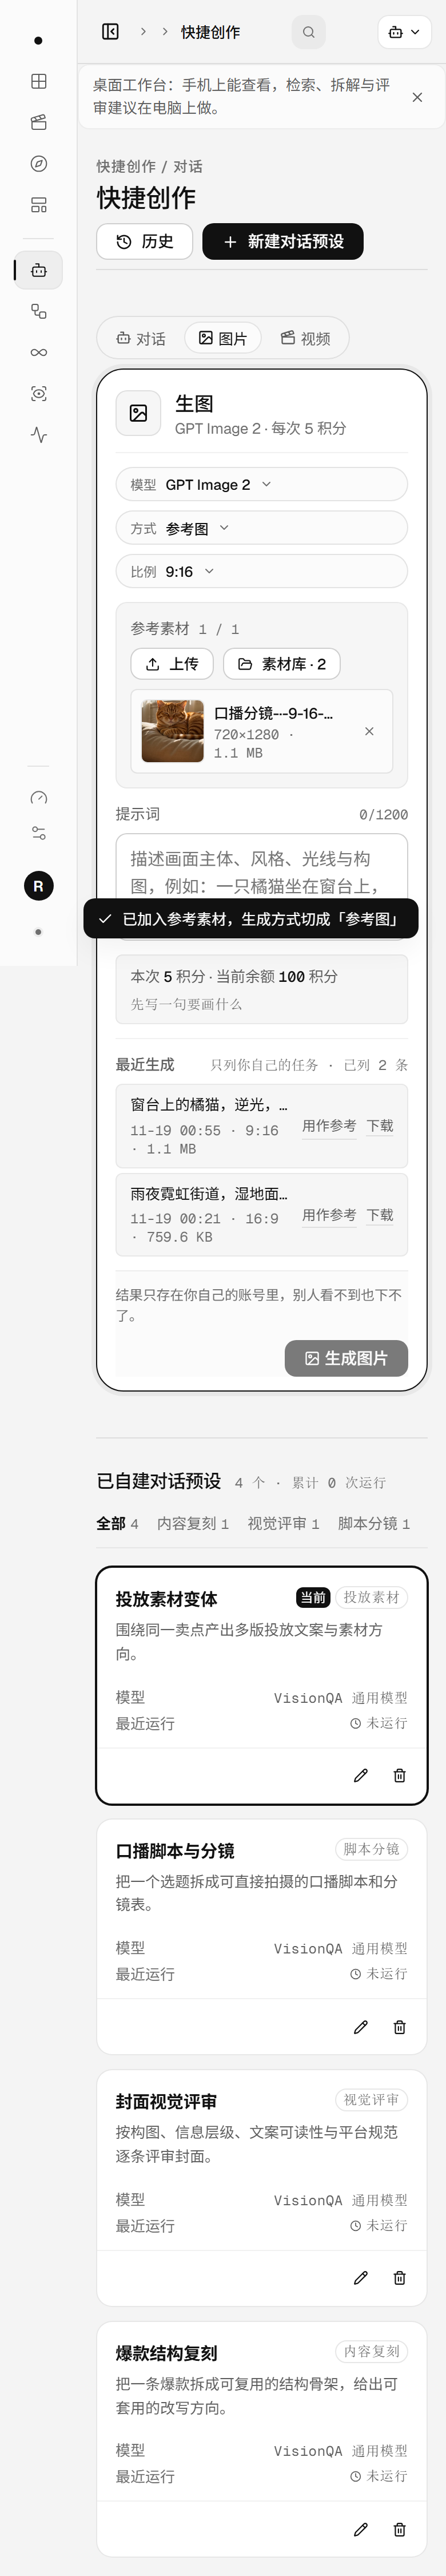 快捷创作
桌面工作台：手机上能查看，检索、拆解与评
审建议在电脑上做。
快捷创作 / 对话
快捷创作
历史
新建对话预设
对话 图片 视频
生图
GPT Image 2 · 每次 5 积分
模型 GPT Image 2
方式 参考图
比例 9:16
参考素材 1 / 1
上传 素材库 · 2
口播分镜--9-16-…
720×1280 ·
1.1 MB
提示词 0/1200
描述画面主体、风格、光线与构
图，例如：一只橘猫坐在窗台上，
已加入参考素材，生成方式切成「参考图」
本次 5 积分 · 当前余额 100 积分
先写一句要画什么
最近生成 只列你自己的任务 · 已列 2 条
窗台上的橘猫，逆光，…
11-19 00:55 · 9:16
· 1.1 MB
用作参考 下载
雨夜霓虹街道，湿地面…
11-19 00:21 · 16:9
· 759.6 KB
用作参考 下载
结果只存在你自己的账号里，别人看不到也下不
了。
生成图片
R
已自建对话预设 4 个 · 累计 0 次运行
全部 4 内容复刻 1 视觉评审 1 脚本分镜 1
投放素材变体 当前 投放素材
围绕同一卖点产出多版投放文案与素材方
向。
模型 VisionQA 通用模型
最近运行 未运行
口播脚本与分镜 脚本分镜
把一个选题拆成可直接拍摄的口播脚本和分
镜表。
模型 VisionQA 通用模型
最近运行 未运行
封面视觉评审 视觉评审
按构图、信息层级、文案可读性与平台规范
逐条评审封面。
模型 VisionQA 通用模型
最近运行 未运行
爆款结构复刻 内容复刻
把一条爆款拆成可复用的结构骨架，给出可
套用的改写方向。
模型 VisionQA 通用模型
最近运行 未运行